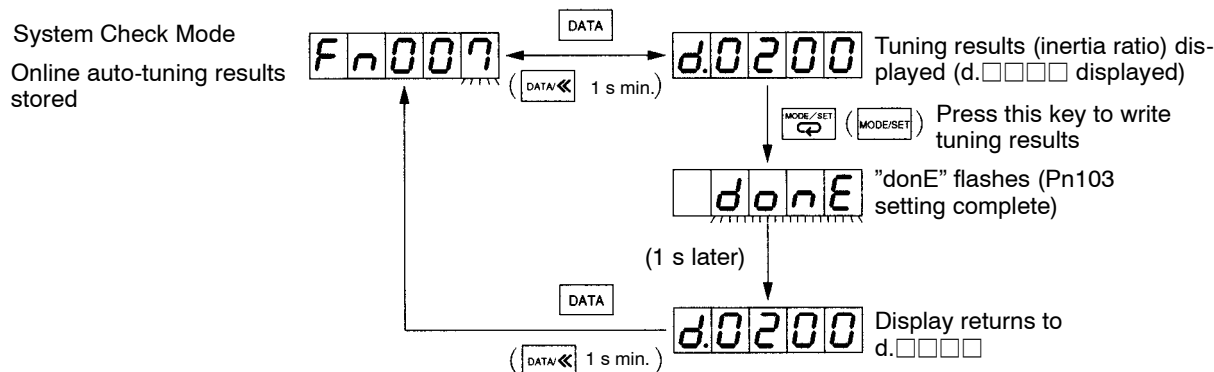 System Check Mode
Online auto-tuning results
stored
Fn007
DATA
(DATA/≪ 1 s min.)
d.0200
Tuning results (inertia ratio) dis-
played (d.□□□□ displayed)
MODE/SET (MODE/SET)
Press this key to write
tuning results
donE
”donE” flashes (Pn103
setting complete)
(1 s later)
DATA
(DATA/≪ 1 s min.)
d.0200
Display returns to
d.□□□□